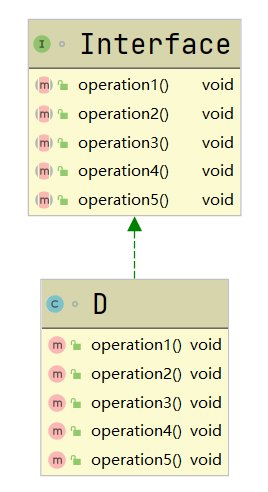 I Interface
m operation1() void
m operation2() void
m operation3() void
m operation4() void
m operation5() void
C D
m operation1() void
m operation2() void
m operation3() void
m operation4() void
m operation5() void